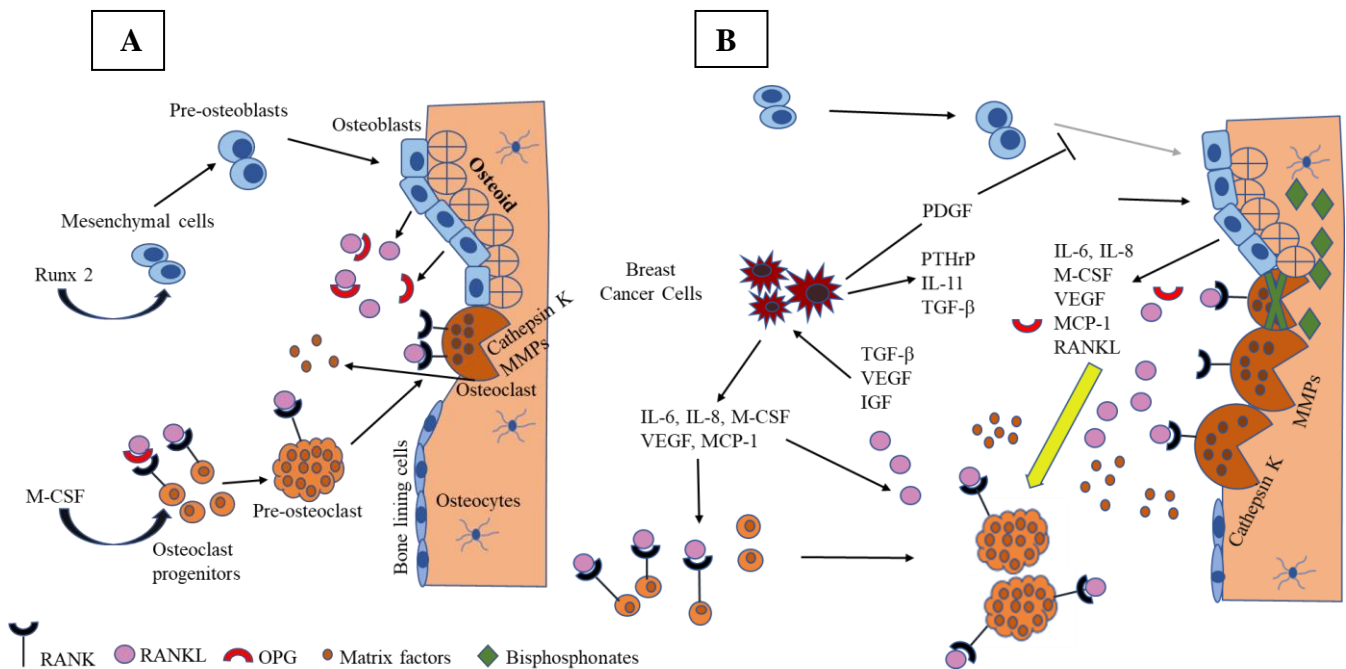 A
Pre-osteoblasts
Osteoblasts
Osteoid
Mesenchymal cells
Runx 2
Cathepsin K
MMPs
Osteoclast
M-CSF
Pre-osteoclast
Osteoclast
progenitors
Bone lining cells
Osteocytes
B
PDGF
Breast
Cancer Cells
PTHrP
IL-11
TGF-β
IL-6, IL-8
M-CSF
VEGF
MCP-1
RANKL
TGF-β
VEGF
IGF
IL-6, IL-8, M-CSF
VEGF, MCP-1
MMPs
Cathepsin K
RANK
RANKL
OPG
Matrix factors
Bisphosphonates